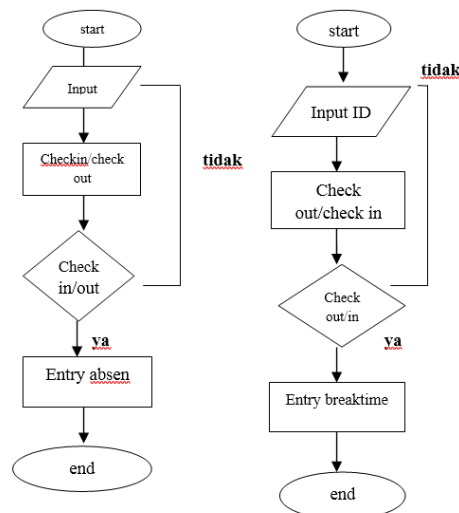 start
Input
Checkin/check
out
tidak
Check
in/out
ya
Entry absen
end
start
tidak
Input ID
Check
out/check in
Check
out/in
ya
Entry breaktime
end